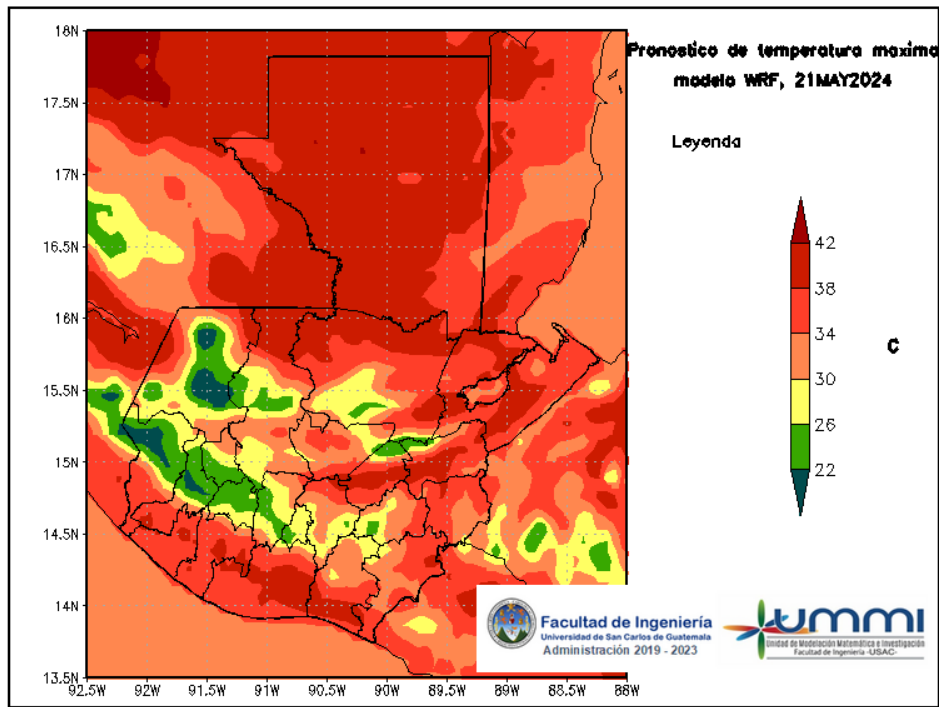 Pronostico de temperatura maxima
modelo WRF, 21MAY2024
Leyenda
42
38
34
30
26
22
C
18N
17.5N
17N
16.5N
16N
15.5N
15N
14.5N
14N
13.5N
92.5W
92W
91.5W
91W
90.5W
90W
89.5W
89W
88.5W
88W
Facultad de Ingeniería
Universidad de San Carlos de Guatemala
Administración 2019 - 2023
ummi
Unidad de Modelación Matemática e Investigación
Facultad de Ingeniería -USAC-